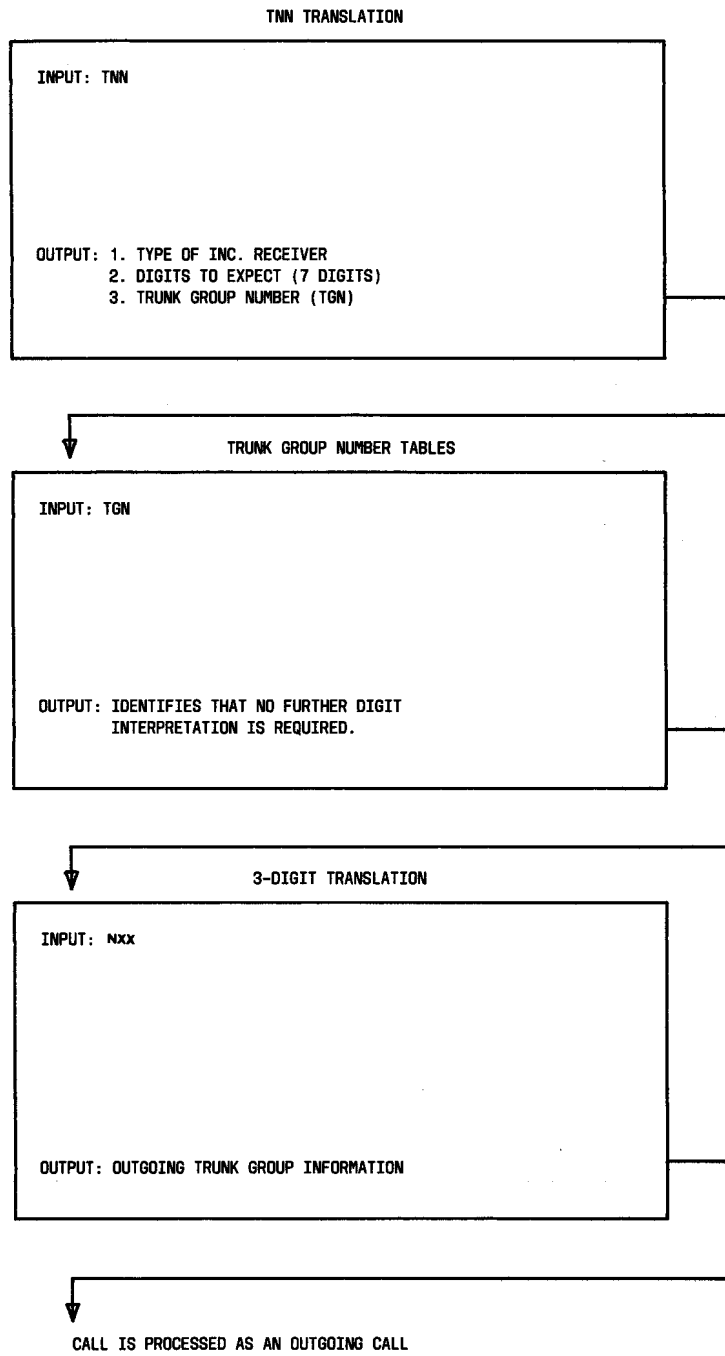 TNN TRANSLATION
INPUT: TNN
OUTPUT: 1. TYPE OF INC. RECEIVER
2. DIGITS TO EXPECT (7 DIGITS)
3. TRUNK GROUP NUMBER (TGN)
TRUNK GROUP NUMBER TABLES
INPUT: TGN
OUTPUT: IDENTIFIES THAT NO FURTHER DIGIT
INTERPRETATION IS REQUIRED.
3-DIGIT TRANSLATION
INPUT: NXX
OUTPUT: OUTGOING TRUNK GROUP INFORMATION
CALL IS PROCESSED AS AN OUTGOING CALL